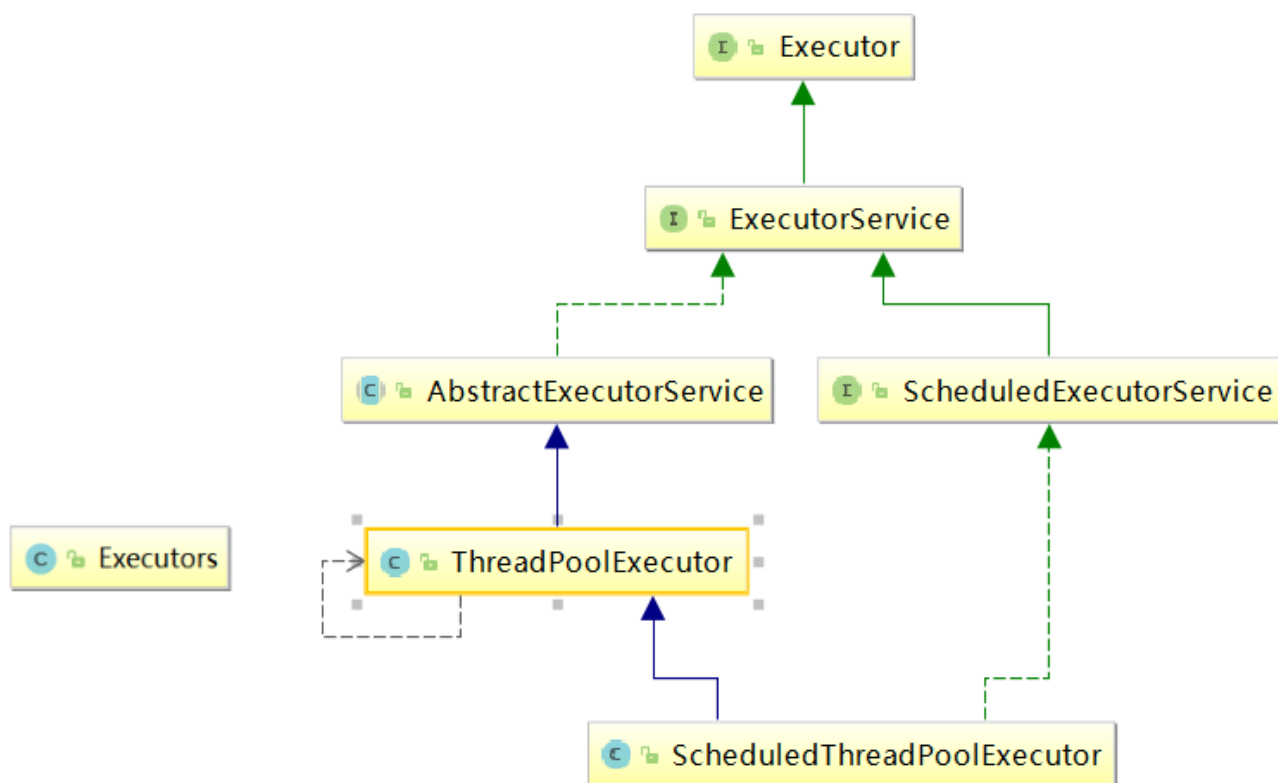 I Executor
I ExecutorService
C AbstractExecutorService
I ScheduledExecutorService
C Executors
C ThreadPoolExecutor
C ScheduledThreadPoolExecutor